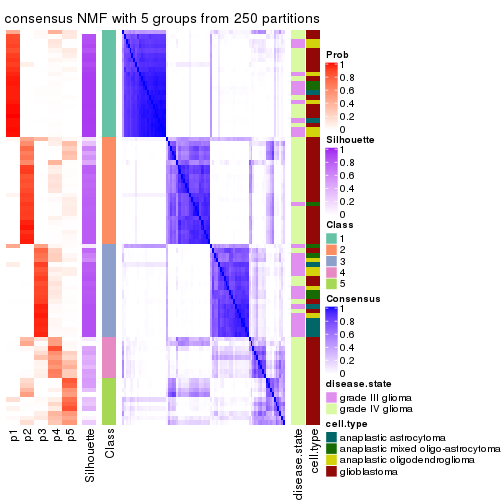 consensus NMF with 5 groups from 250 partitions
Prob
1
0.8
0.6
0.4
0.2
0
Silhouette
1
0.8
0.6
0.4
0.2
0
Class
1
2
3
4
5
Consensus
1
0.8
0.6
0.4
0.2
0
disease.state
grade III glioma
grade IV glioma
cell.type
anaplastic astrocytoma
anaplastic mixed oligo-astrocytoma
anaplastic oligodendroglioma
glioblastoma
p1
p2
p3
p4
p5
Silhouette
Class
disease.state
cell.type